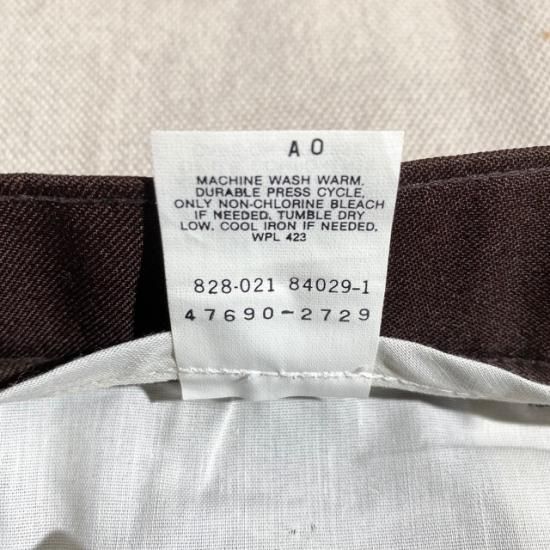 A O
MACHINE WASH WARM.
DURABLE PRESS CYCLE,
ONLY NON-CHLORINE BLEACH
IF NEEDED. TUMBLE DRY
LOW. COOL IRON IF NEEDED.
WPL 423
828-021 84029-1
47690-2729